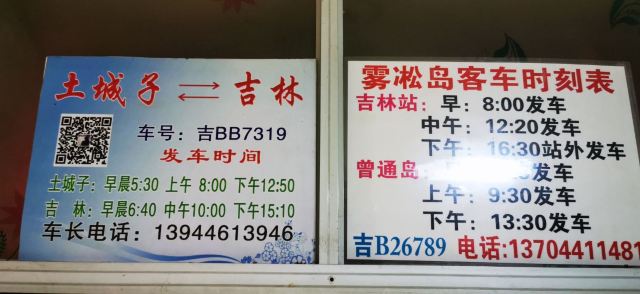 土城子 ⇄ 吉林
车号：吉BB7319
发车时间
土城子：早晨5:30 上午 8:00 下午12:50
吉 林：早晨6:40 中午10:00 下午15:10
车长电话：13944613946
雾凇岛客车时刻表
吉林站：早：8:00发车
中午：12:20发车
下午：16:30站外发车
曾通岛：发车
上午：9:30发车
下午：13:30发车
吉B26789 电话:13704411481